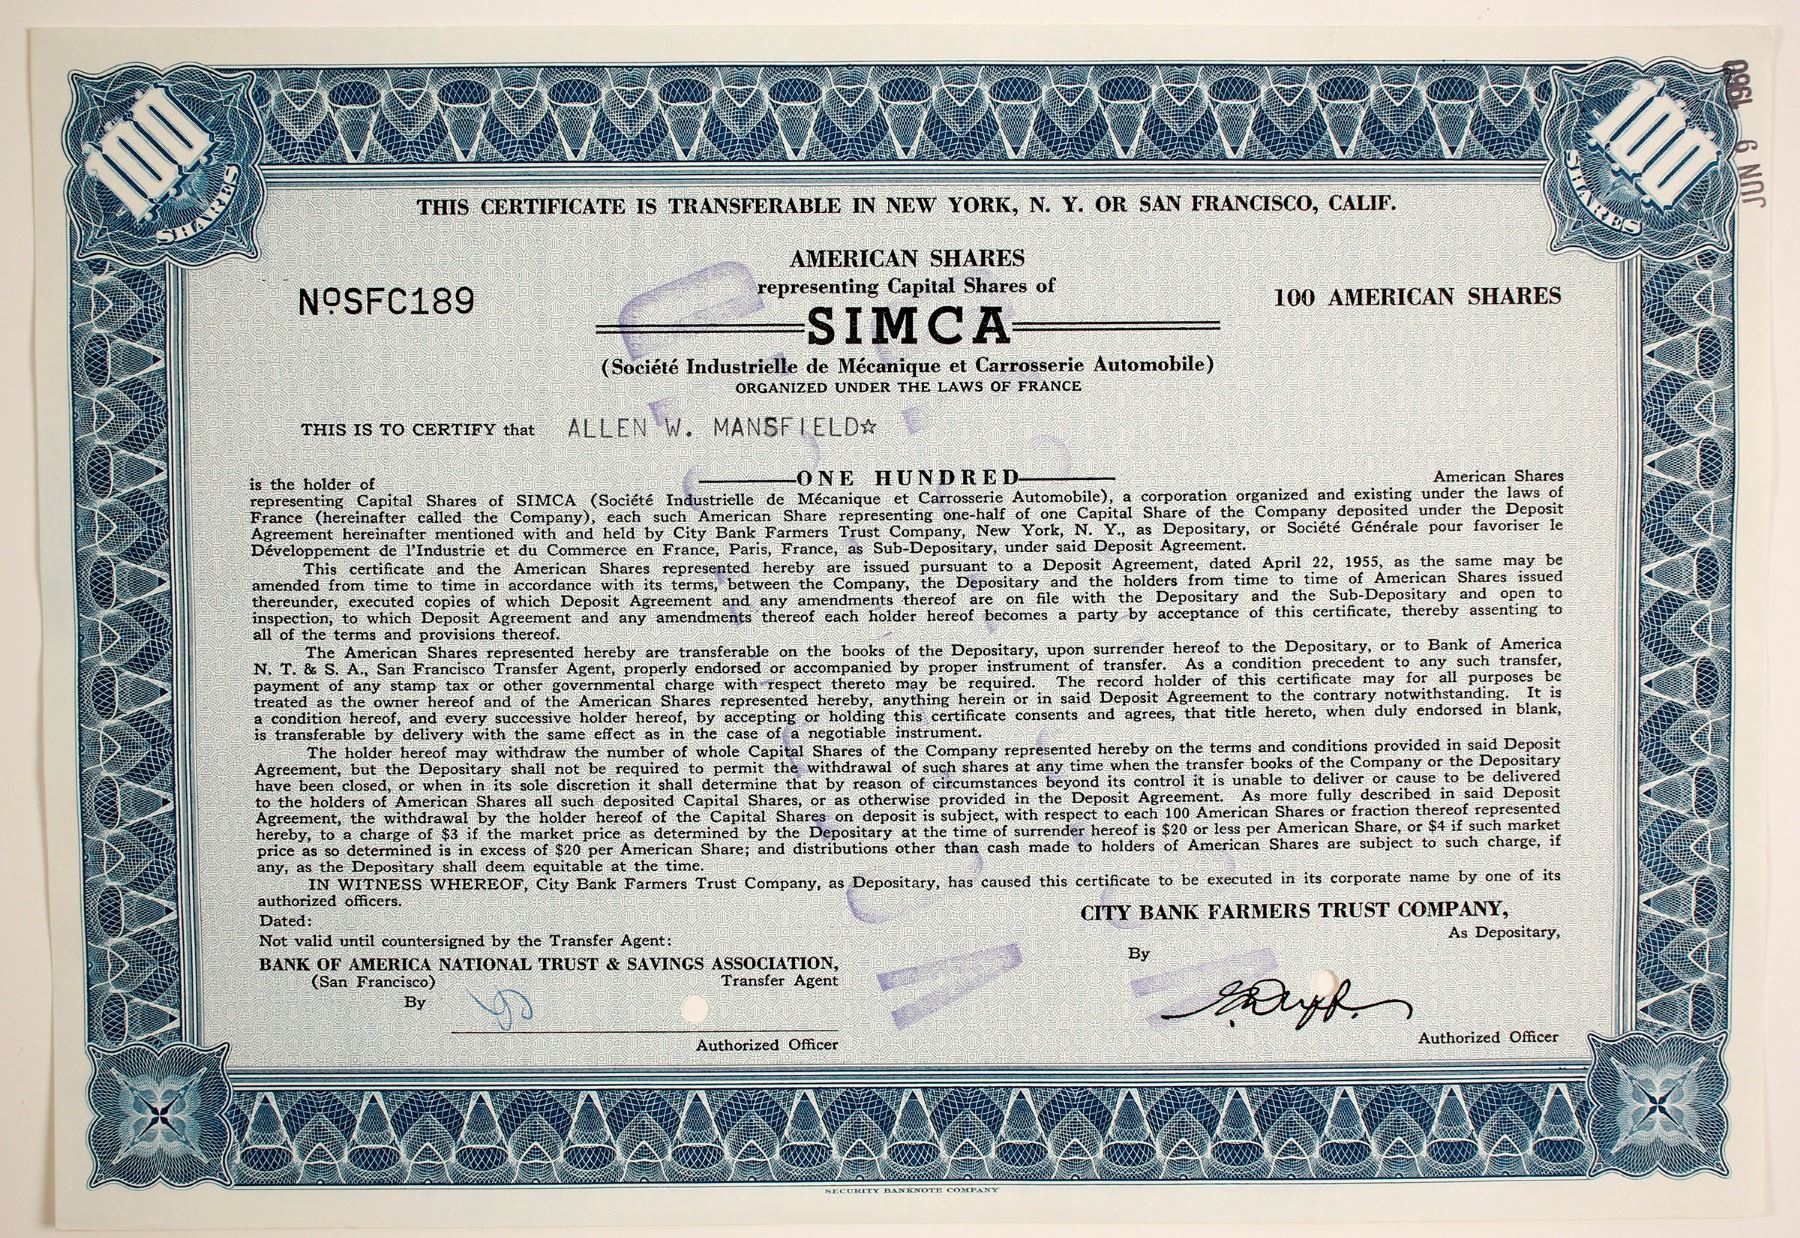 100
SHARES
100
SHARES
JUN 6 1960
THIS CERTIFICATE IS TRANSFERABLE IN NEW YORK, N. Y. OR SAN FRANCISCO, CALIF.
AMERICAN SHARES
representing Capital Shares of
NoSFC189
100 AMERICAN SHARES
SIMCA
(Société Industrielle de Mécanique et Carrosserie Automobile)
ORGANIZED UNDER THE LAWS OF FRANCE
THIS IS TO CERTIFY that ALLEN W. MANSFIELD☆
is the holder of ONE HUNDRED American Shares
representing Capital Shares of SIMCA (Société Industrielle de Mécanique et Carrosserie Automobile), a corporation organized and existing under the laws of
France (hereinafter called the Company), each such American Share representing one-half of one Capital Share of the Company deposited under the Deposit
Agreement hereinafter mentioned with and held by City Bank Farmers Trust Company, New York, N. Y., as Depositary, or Société Générale pour favoriser le
Développement de l'Industrie et du Commerce en France, Paris, France, as Sub-Depositary, under said Deposit Agreement.
This certificate and the American Shares represented hereby are issued pursuant to a Deposit Agreement, dated April 22, 1955, as the same may be
amended from time to time in accordance with its terms, between the Company, the Depositary and the holders from time to time of American Shares issued
thereunder, executed copies of which Deposit Agreement and any amendments thereof are on file with the Depositary and the Sub-Depositary and open to
inspection, to which Deposit Agreement and any amendments thereof each holder hereof becomes a party by acceptance of this certificate, thereby assenting to
all of the terms and provisions thereof.
The American Shares represented hereby are transferable on the books of the Depositary, upon surrender hereof to the Depositary, or to Bank of America
N. T. & S. A., San Francisco Transfer Agent, properly endorsed or accompanied by proper instrument of transfer. As a condition precedent to any such transfer,
payment of any stamp tax or other governmental charge with respect thereto may be required. The record holder of this certificate may for all purposes be
treated as the owner hereof and of the American Shares represented hereby, anything herein or in said Deposit Agreement to the contrary notwithstanding. It is
a condition hereof, and every successive holder hereof, by accepting or holding this certificate consents and agrees, that title hereto, when duly endorsed in blank,
is transferable by delivery with the same effect as in the case of a negotiable instrument.
The holder hereof may withdraw the number of whole Capital Shares of the Company represented hereby on the terms and conditions provided in said Deposit
Agreement, but the Depositary shall not be required to permit the withdrawal of such shares at any time when the transfer books of the Company or the Depositary
have been closed, or when in its sole discretion it shall determine that by reason of circumstances beyond its control it is unable to deliver or cause to be delivered
to the holders of American Shares all such deposited Capital Shares, or as otherwise provided in the Deposit Agreement. As more fully described in said Deposit
Agreement, the withdrawal by the holder hereof of the Capital Shares on deposit is subject, with respect to each 100 American Shares or fraction thereof represented
hereby, to a charge of $3 if the market price as determined by the Depositary at the time of surrender hereof is $20 or less per American Share, or $4 if such market
price as so determined is in excess of $20 per American Share; and distributions other than cash made to holders of American Shares are subject to such charge, if
any, as the Depositary shall deem equitable at the time.
IN WITNESS WHEREOF, City Bank Farmers Trust Company, as Depositary, has caused this certificate to be executed in its corporate name by one of its
authorized officers.
Dated:
CITY BANK FARMERS TRUST COMPANY,
As Depositary,
Not valid until countersigned by the Transfer Agent:
BANK OF AMERICA NATIONAL TRUST & SAVINGS ASSOCIATION,
(San Francisco) Transfer Agent
By
By
Authorized Officer
Authorized Officer
SECURITY BANKNOTE COMPANY